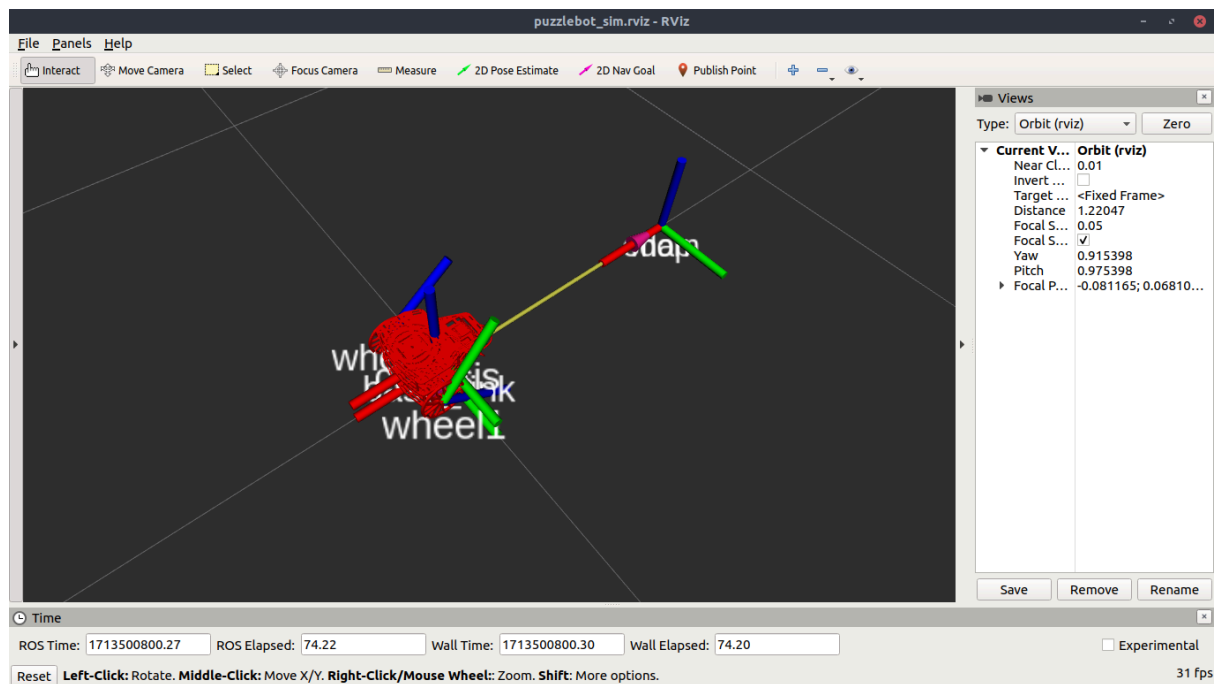 puzzlebot_sim.rviz - RViz
File Panels Help
Interact Move Camera Select Focus Camera Measure 2D Pose Estimate 2D Nav Goal Publish Point
Views
Type: Orbit (rviz) Zero
Current V... Orbit (rviz)
Near Cl... 0.01
Invert ...
Target ... <Fixed Frame>
Distance 1.22047
Focal S... 0.05
Focal S...
Yaw 0.915398
Pitch 0.975398
Focal P... -0.081165; 0.06810...
Save Remove Rename
Time
ROS Time: 1713500800.27 ROS Elapsed: 74.22 Wall Time: 1713500800.30 Wall Elapsed: 74.20 Experimental
Reset Left-Click: Rotate. Middle-Click: Move X/Y. Right-Click/Mouse Wheel:: Zoom. Shift: More options. 31 fps